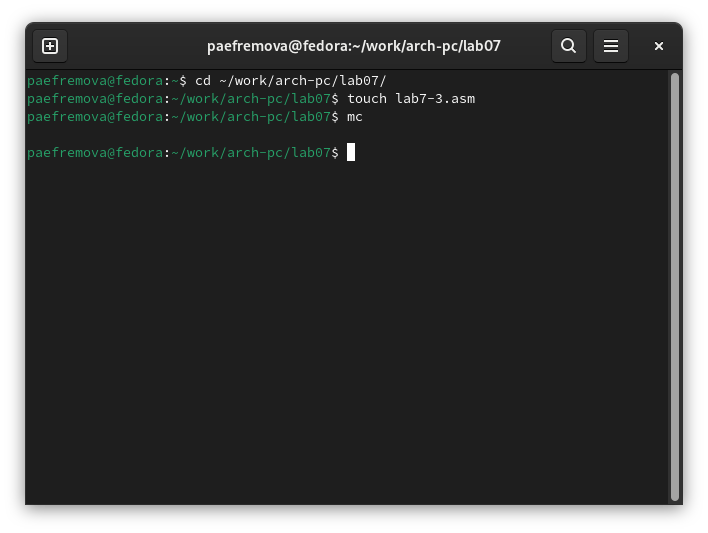 paefremova@fedora:~/work/arch-pc/lab07
paefremova@fedora:~$ cd ~/work/arch-pc/lab07/
paefremova@fedora:~/work/arch-pc/lab07$ touch lab7-3.asm
paefremova@fedora:~/work/arch-pc/lab07$ mc
paefremova@fedora:~/work/arch-pc/lab07$